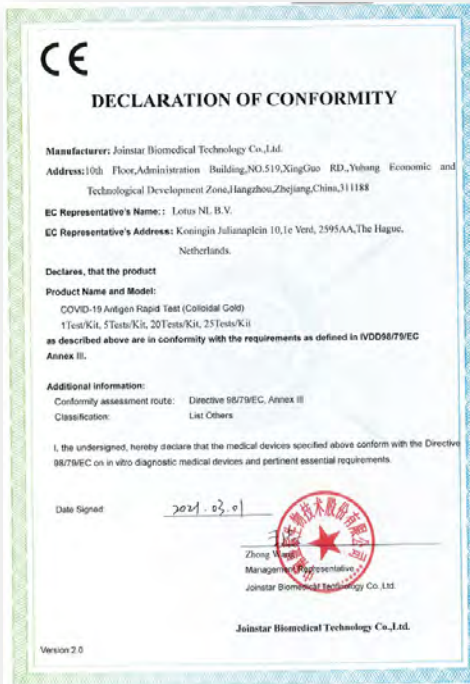 CE
DECLARATION OF CONFORMITY
Manufacturer: Joinstar Biomedical Technology Co.,Ltd.
Address:10th Floor,Administration Building,NO.519,XingGuo RD.,Yuhang Economic and
Technological Development Zone,Hangzhou,Zhejiang,China,311188
EC Representative's Name: : Lotus NL B.V.
EC Representative's Address: Koningin Julianaplein 10,1e Verd, 2595AA,The Hague,
Netherlands.
Declares, that the product
Product Name and Model:
COVID-19 Antigen Rapid Test (Colloidal Gold)
1Test/Kit, 5Tests/Kit, 20Tests/Kit, 25Tests/Kit
as described above are in conformity with the requirements as defined in IVDD98/79/EC
Annex III.
Additional information:
Conformity assessment route: Directive 98/79/EC, Annex III
Classification: List Others
I, the undersigned, hereby declare that the medical devices specified above conform with the Directive
98/79/EC on in vitro diagnostic medical devices and pertinent essential requirements.
Date Signed 2021.03.01
Zhong
Management Representative
Joinstar Biomedical Technology Co.,Ltd.
Joinstar Biomedical Technology Co.,Ltd.
Version 2.0